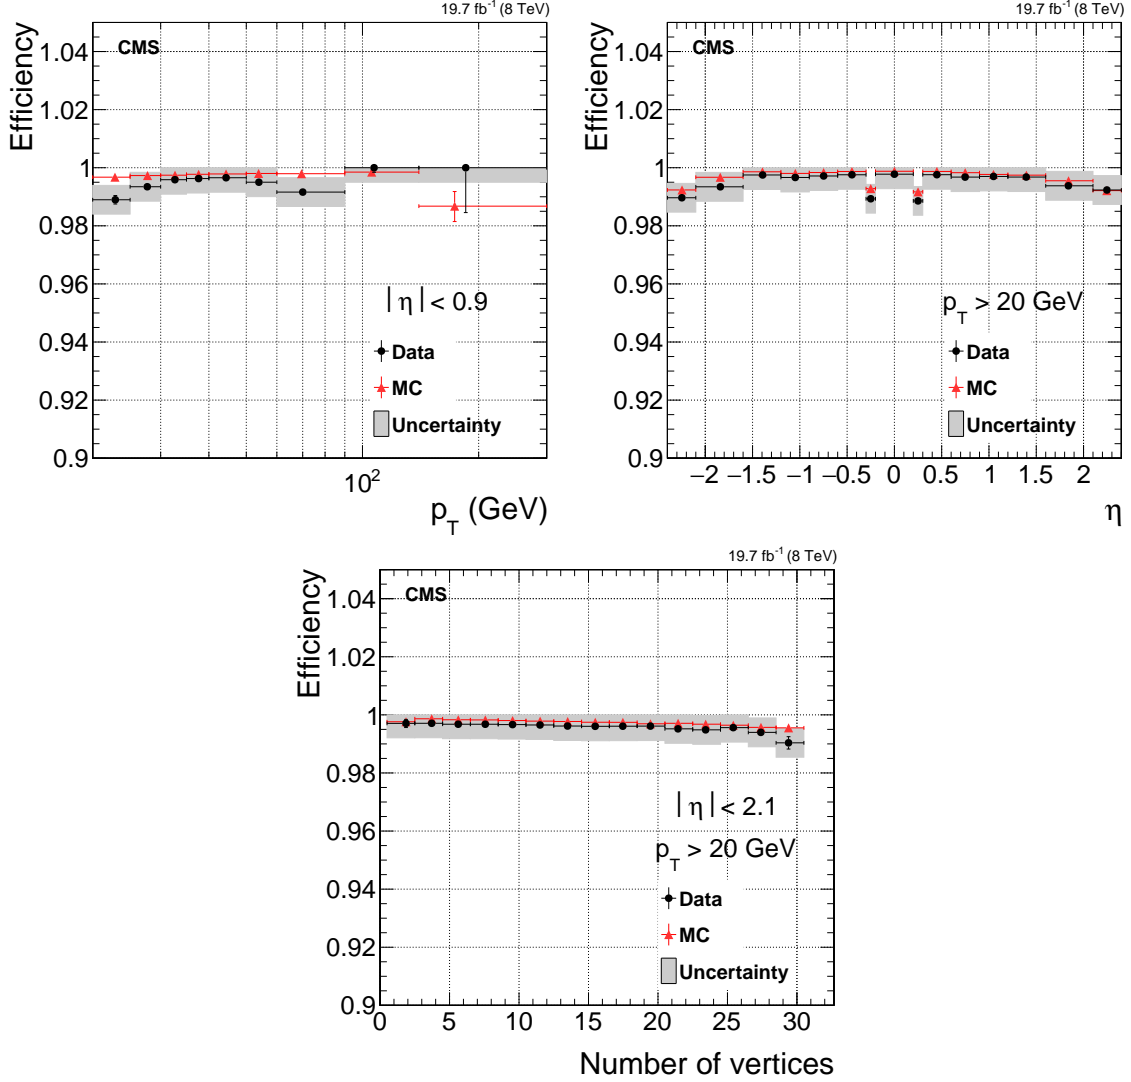 19.7 fb⁻¹ (8 TeV)
Efficiency
CMS
1.04
1.02
1
0.98
0.96
0.94
0.92
0.9
| η | < 0.9
Data
MC
Uncertainty
10²
p_T (GeV)
19.7 fb⁻¹ (8 TeV)
Efficiency
CMS
1.04
1.02
1
0.98
0.96
0.94
0.92
0.9
p_T > 20 GeV
Data
MC
Uncertainty
−2 −1.5 −1 −0.5 0 0.5 1 1.5 2
η
19.7 fb⁻¹ (8 TeV)
Efficiency
CMS
1.04
1.02
1
0.98
0.96
0.94
0.92
0.9
| η | < 2.1
p_T > 20 GeV
Data
MC
Uncertainty
0 5 10 15 20 25 30
Number of vertices